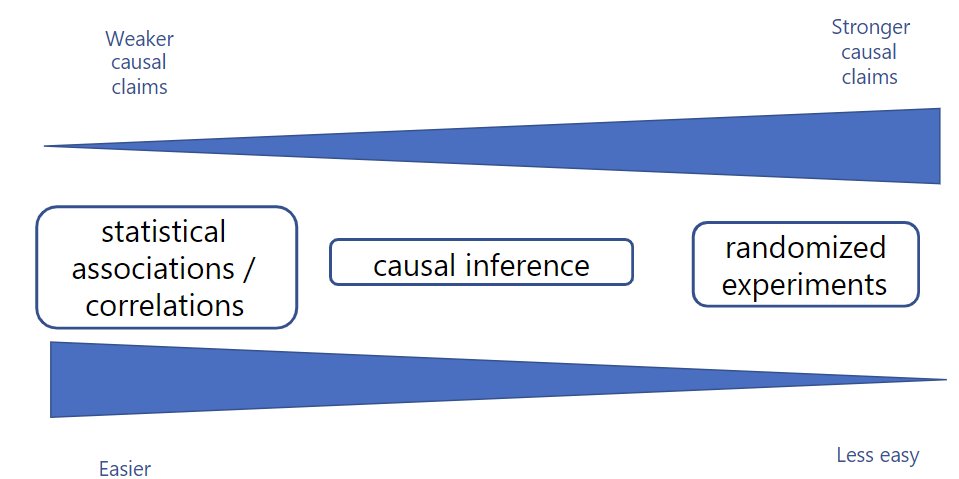 Weaker
causal
claims
Stronger
causal
claims
statistical
associations /
correlations
causal inference
randomized
experiments
Easier
Less easy